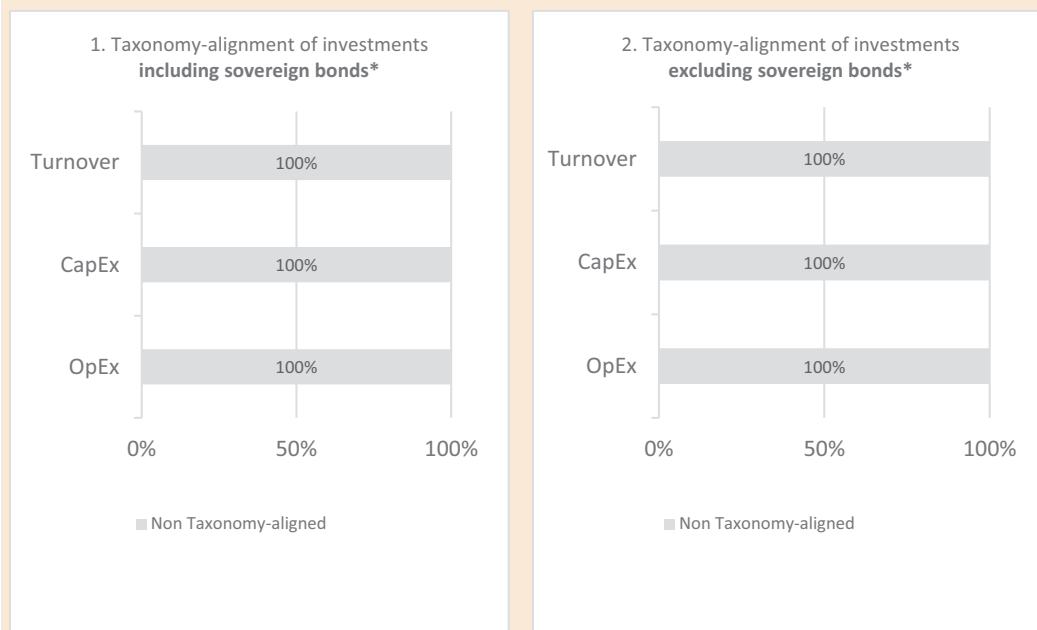 1. Taxonomy-alignment of investments
including sovereign bonds*
Turnover
100%
CapEx
100%
OpEx
100%
0%
50%
100%
Non Taxonomy-aligned
2. Taxonomy-alignment of investments
excluding sovereign bonds*
Turnover
100%
CapEx
100%
OpEx
100%
0%
50%
100%
Non Taxonomy-aligned